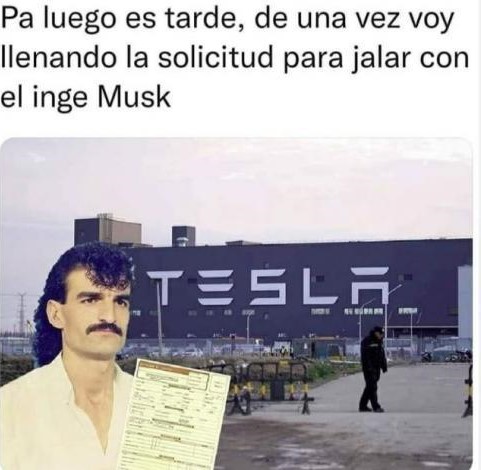 Pa luego es tarde, de una vez voy
llenando la solicitud para jalar con
el inge Musk
TESLA